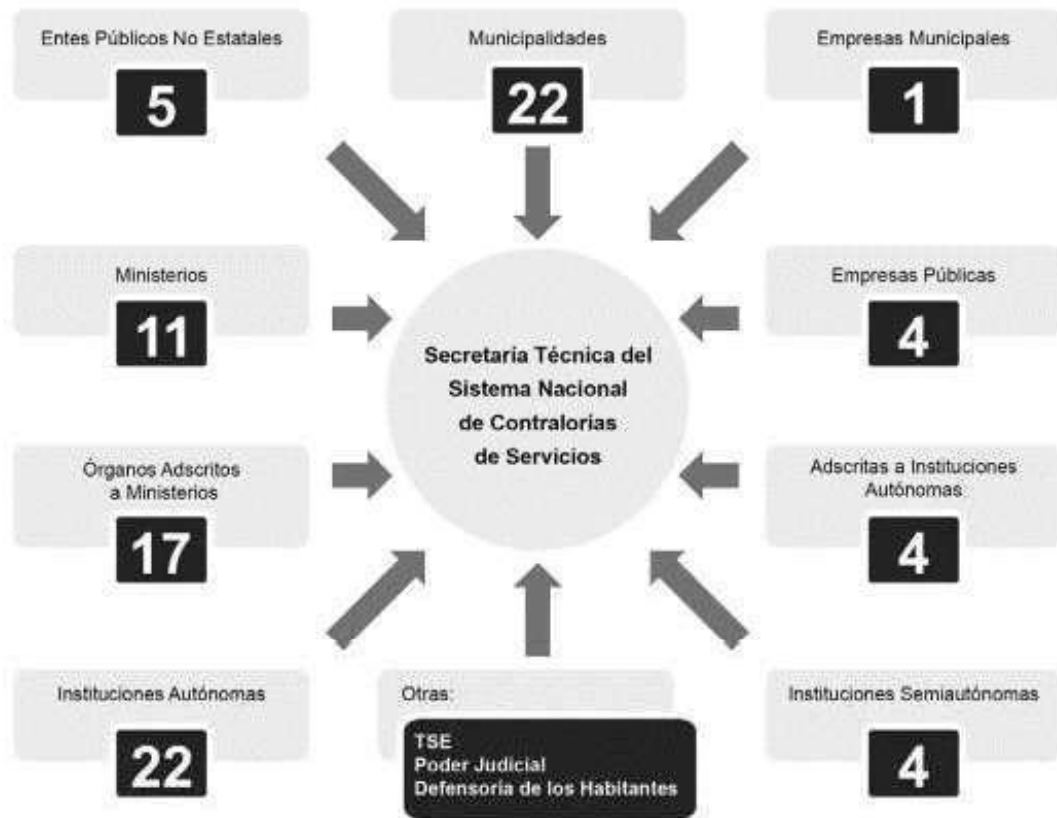 Entes Públicos No Estatales
5
Municipalidades
22
Empresas Municipales
1
Ministerios
11
Empresas Públicas
4
Secretaría Técnica del
Sistema Nacional
de Contralorías
de Servicios
Órganos Adscritos
a Ministerios
17
Adscritas a Instituciones
Autónomas
4
Instituciones Autónomas
22
Otras:
TSE
Poder Judicial
Defensoría de los Habitantes
Instituciones Semiautónomas
4